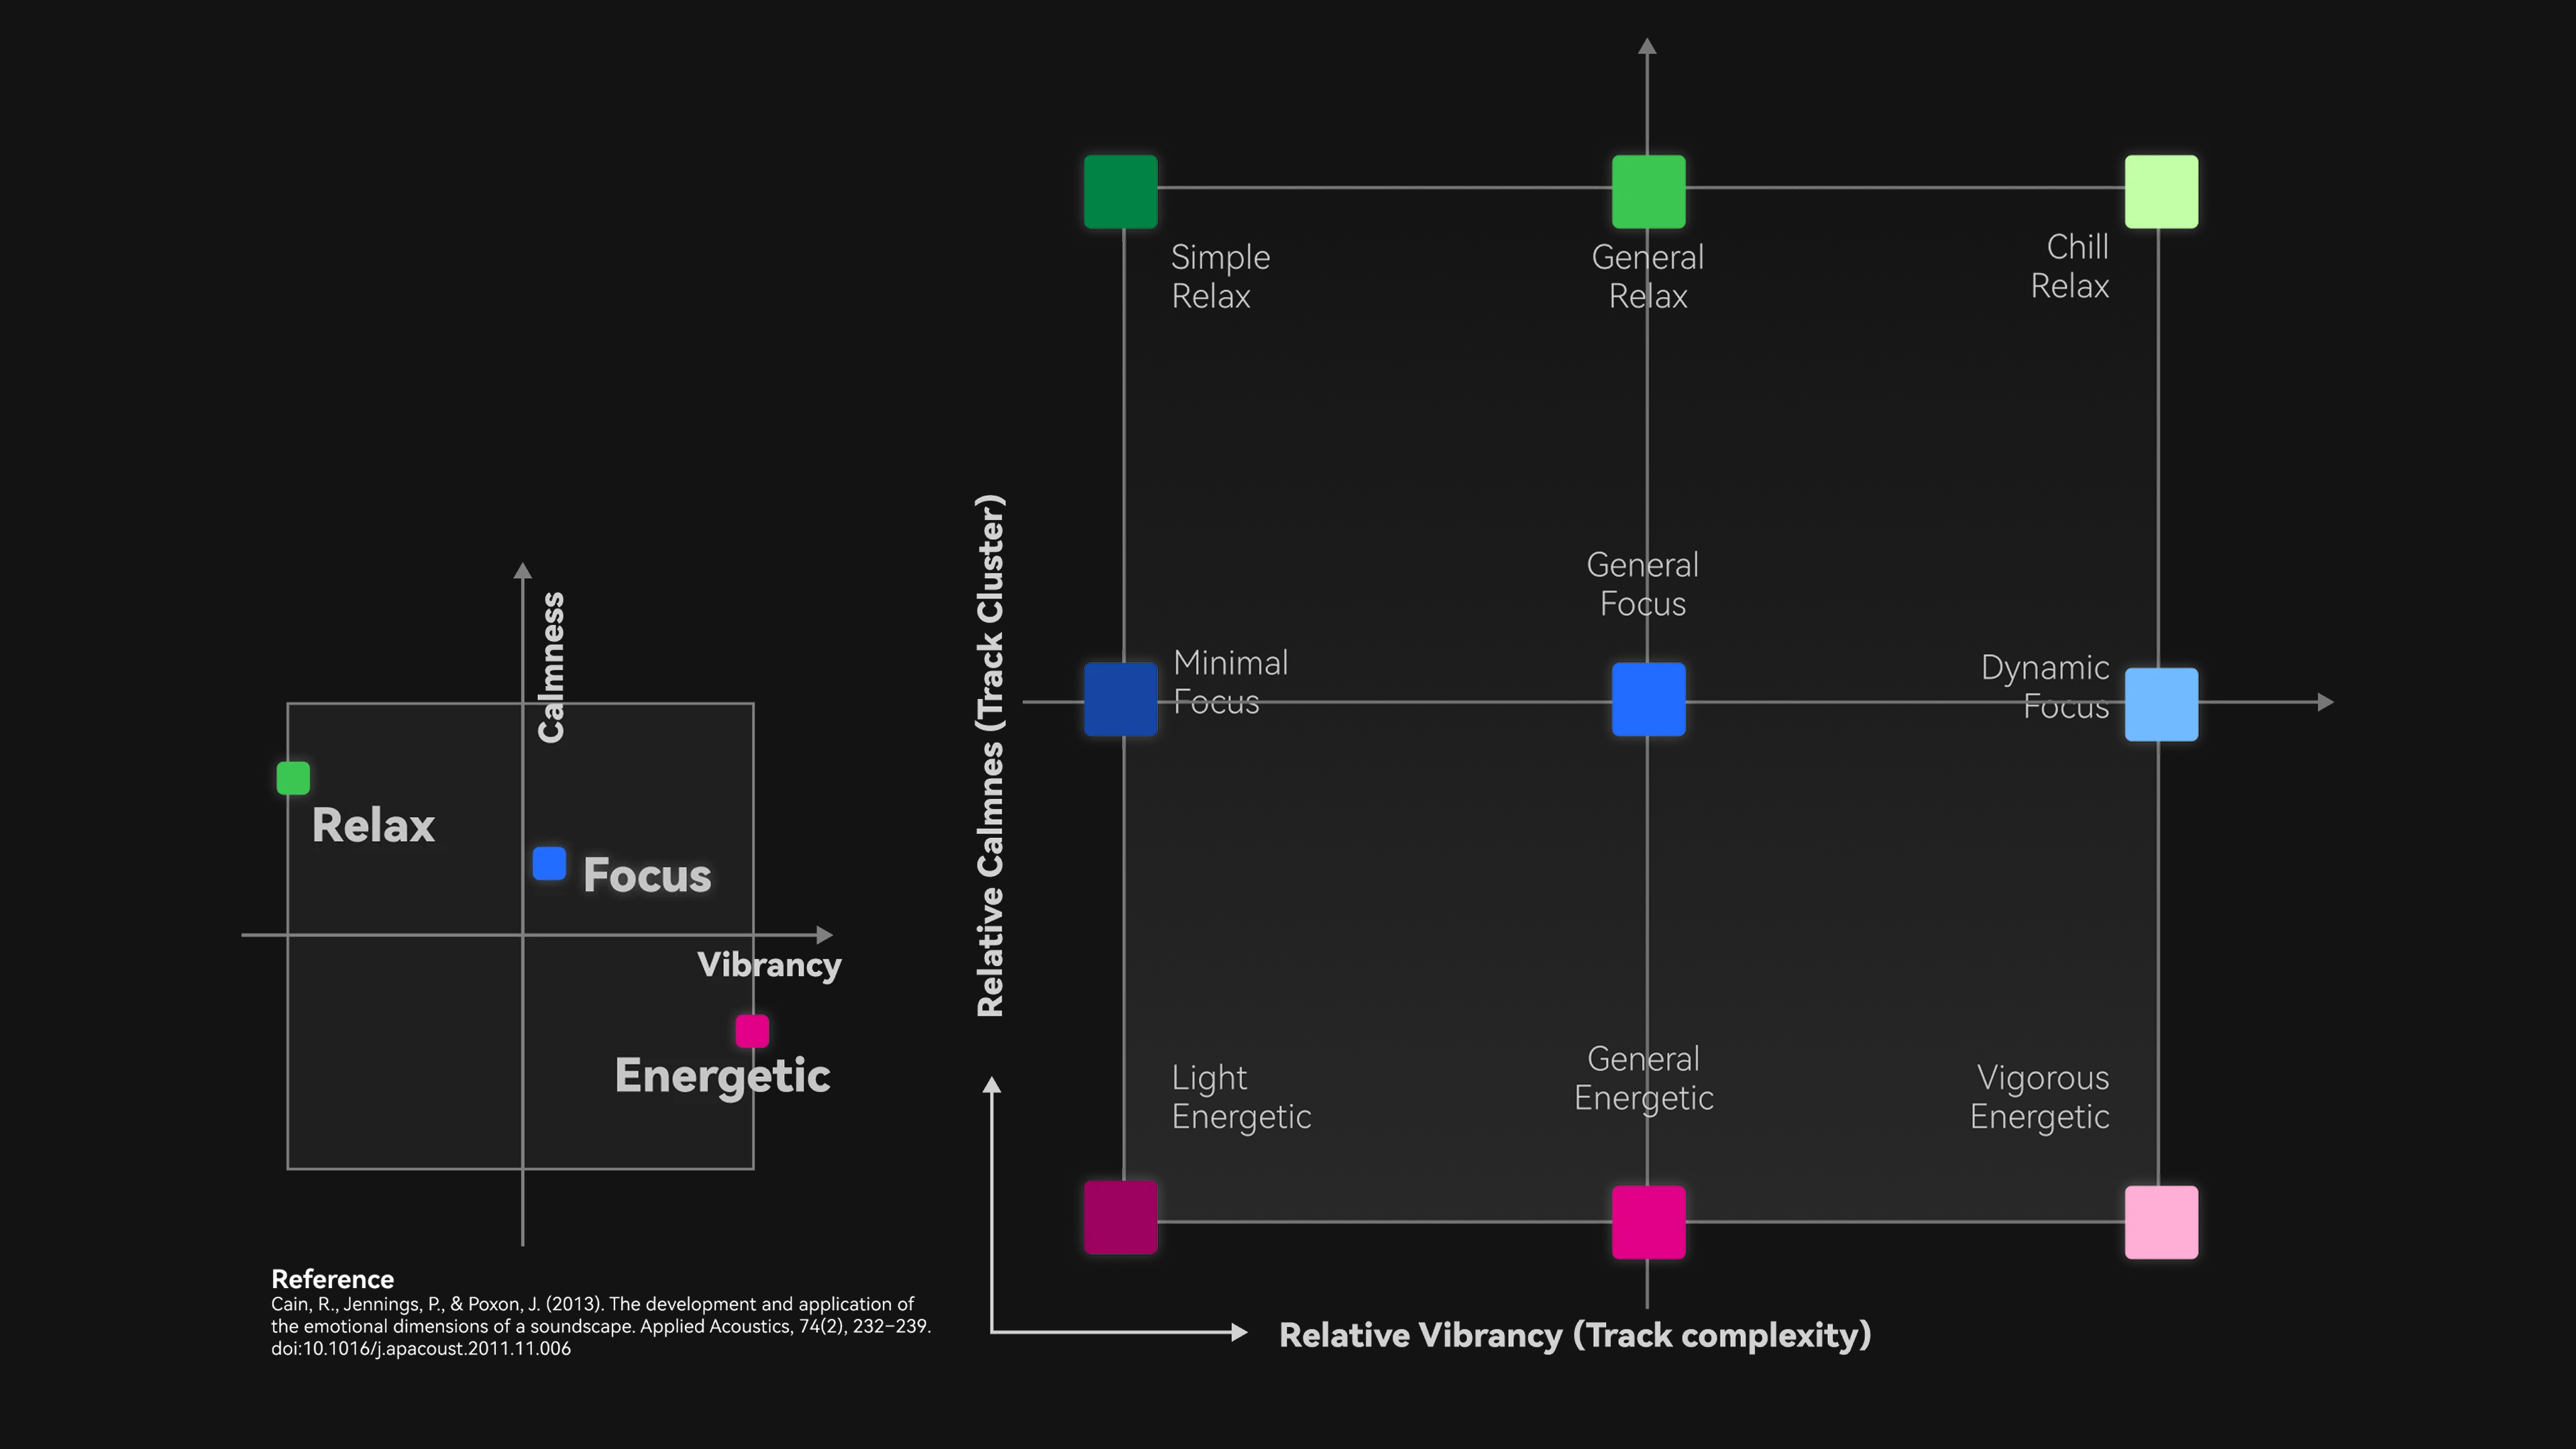 Calmness
Relax
Focus
Vibrancy
Energetic
Reference
Cain, R., Jennings, P., & Poxon, J. (2013). The development and application of
the emotional dimensions of a soundscape. Applied Acoustics, 74(2), 232–239.
doi:10.1016/j.apacoust.2011.11.006
Relative Calmnes (Track Cluster)
Simple
Relax
General
Relax
Chill
Relax
Minimal
Focus
General
Focus
Dynamic
Focus
Light
Energetic
General
Energetic
Vigorous
Energetic
Relative Vibrancy (Track complexity)